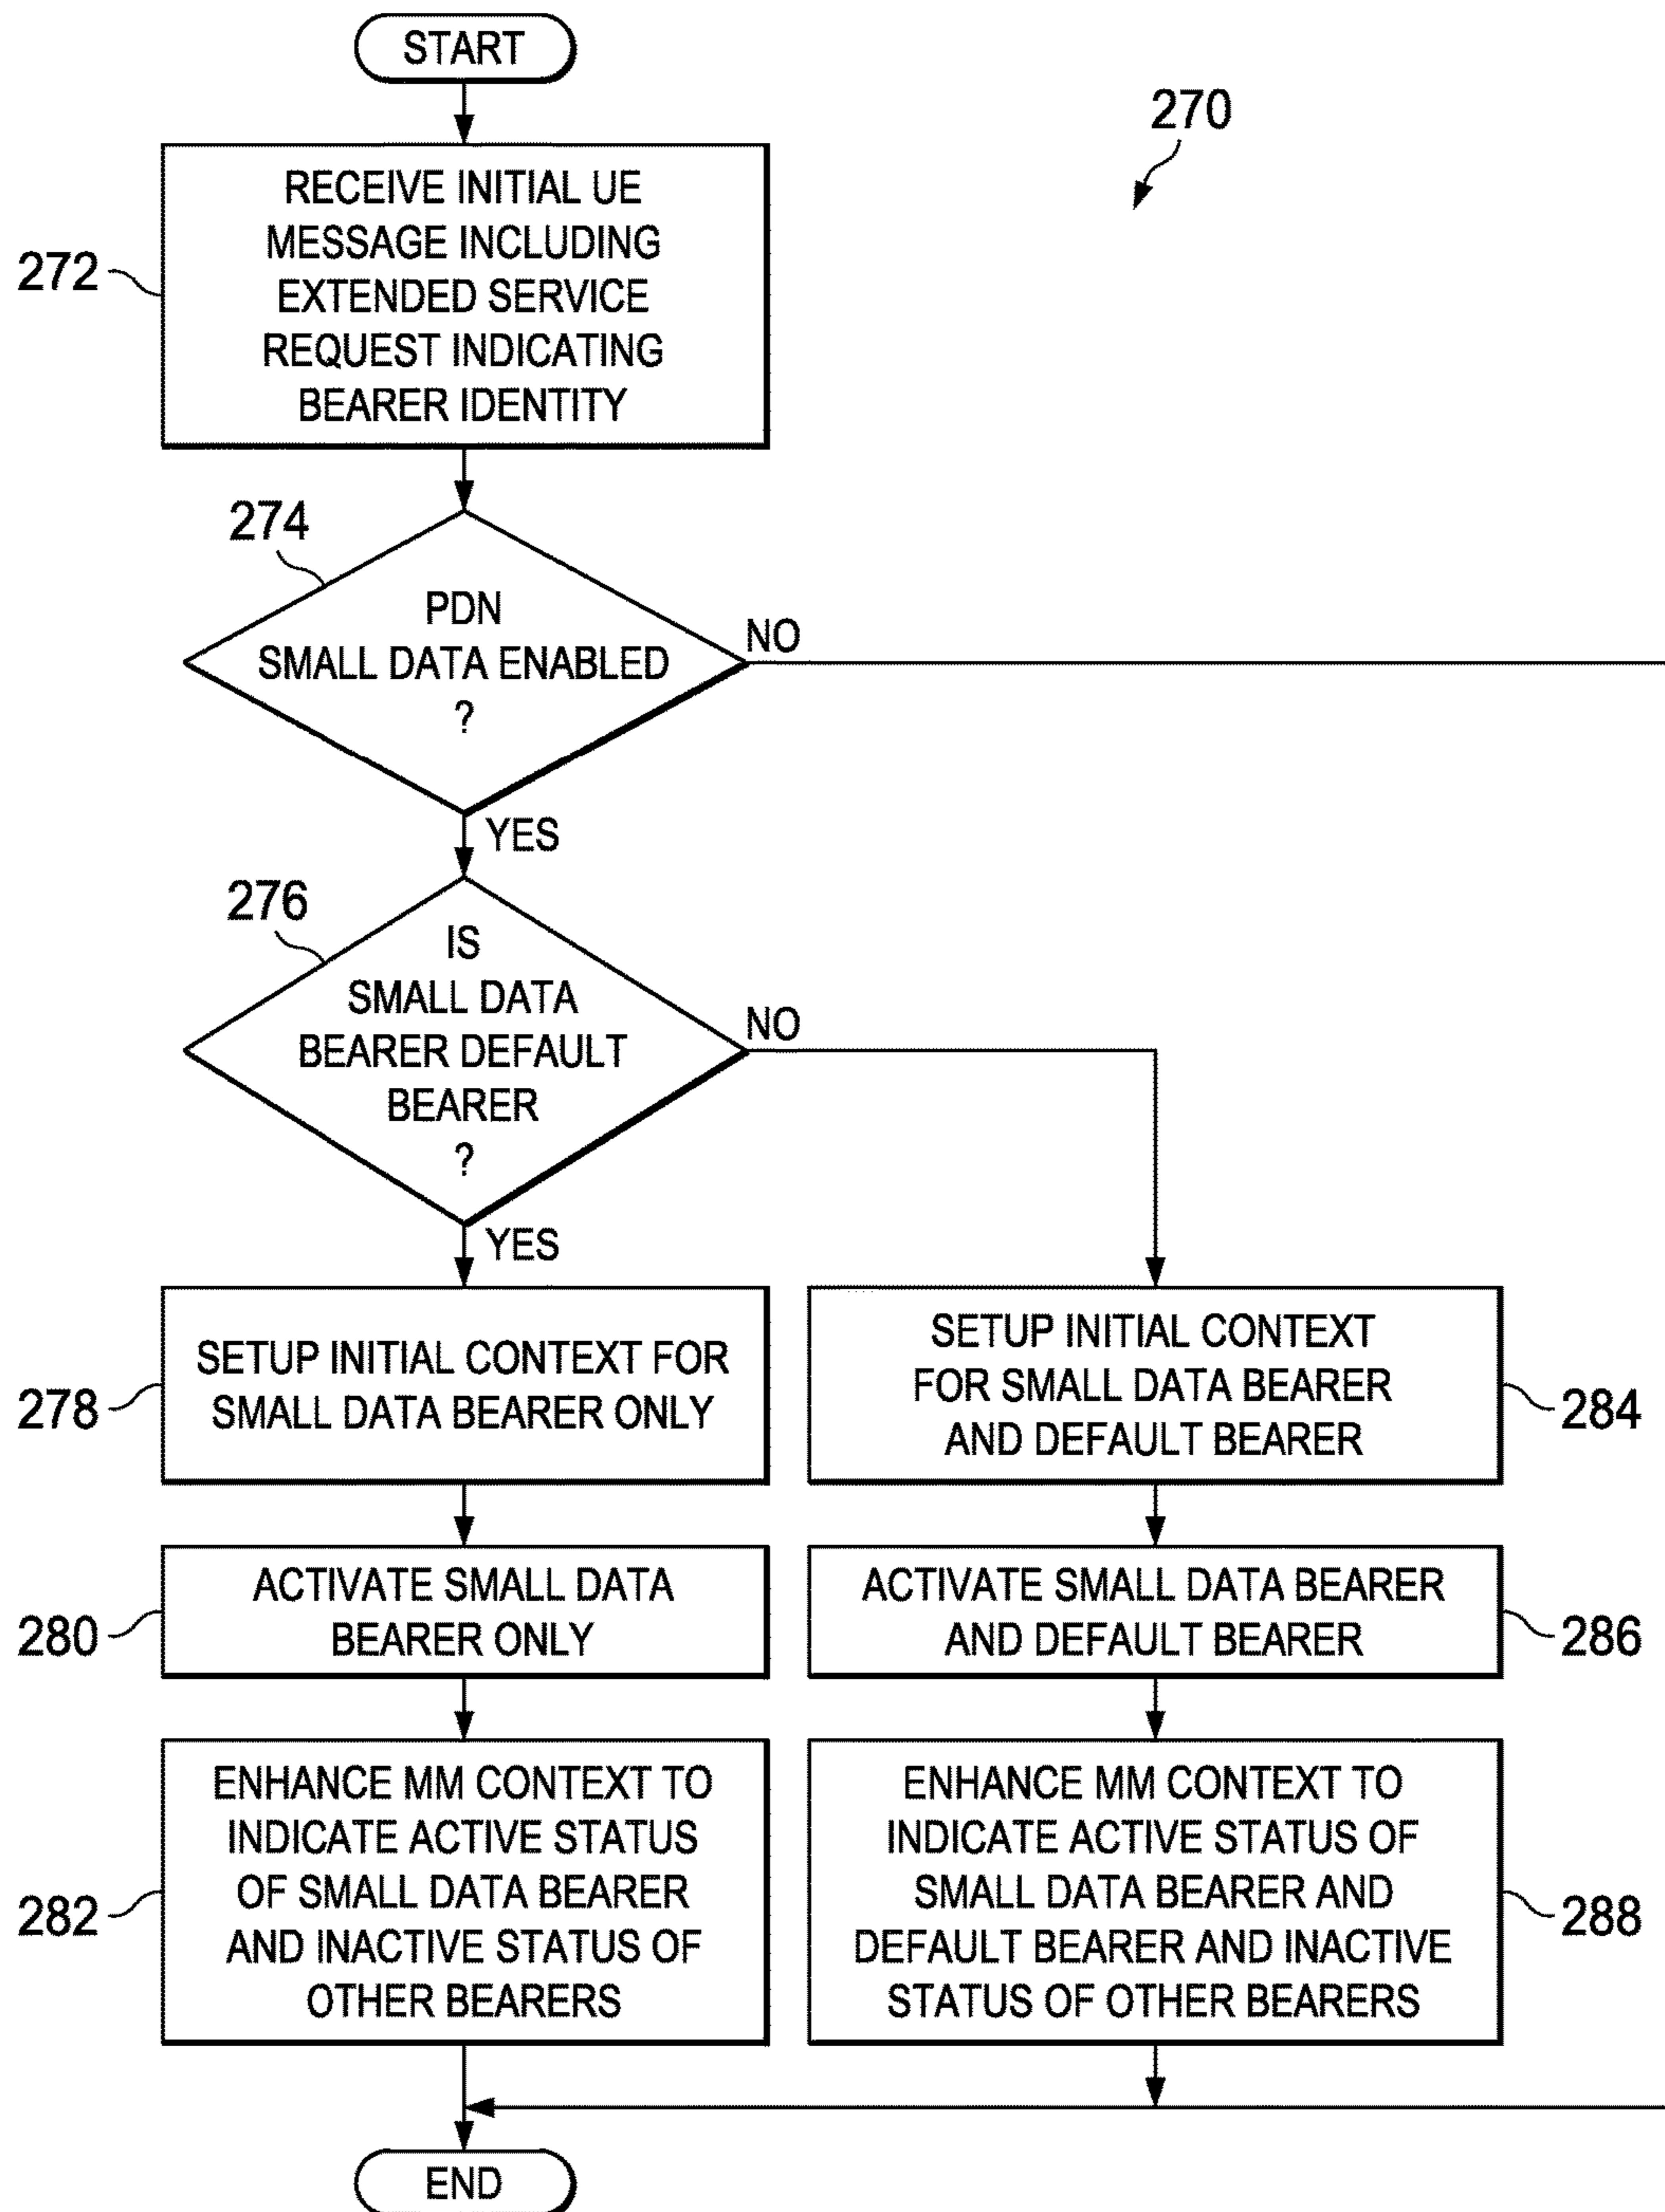 START
270
RECEIVE INITIAL UE
MESSAGE INCLUDING
EXTENDED SERVICE
REQUEST INDICATING
BEARER IDENTITY
272
274
PDN
SMALL DATA ENABLED
?
NO
YES
276
IS
SMALL DATA
BEARER DEFAULT
BEARER
?
NO
YES
SETUP INITIAL CONTEXT FOR
SMALL DATA BEARER ONLY
278
SETUP INITIAL CONTEXT
FOR SMALL DATA BEARER
AND DEFAULT BEARER
284
ACTIVATE SMALL DATA
BEARER ONLY
280
ACTIVATE SMALL DATA BEARER
AND DEFAULT BEARER
286
ENHANCE MM CONTEXT TO
INDICATE ACTIVE STATUS
OF SMALL DATA BEARER
AND INACTIVE STATUS OF
OTHER BEARERS
282
ENHANCE MM CONTEXT TO
INDICATE ACTIVE STATUS OF
SMALL DATA BEARER AND
DEFAULT BEARER AND INACTIVE
STATUS OF OTHER BEARERS
288
END